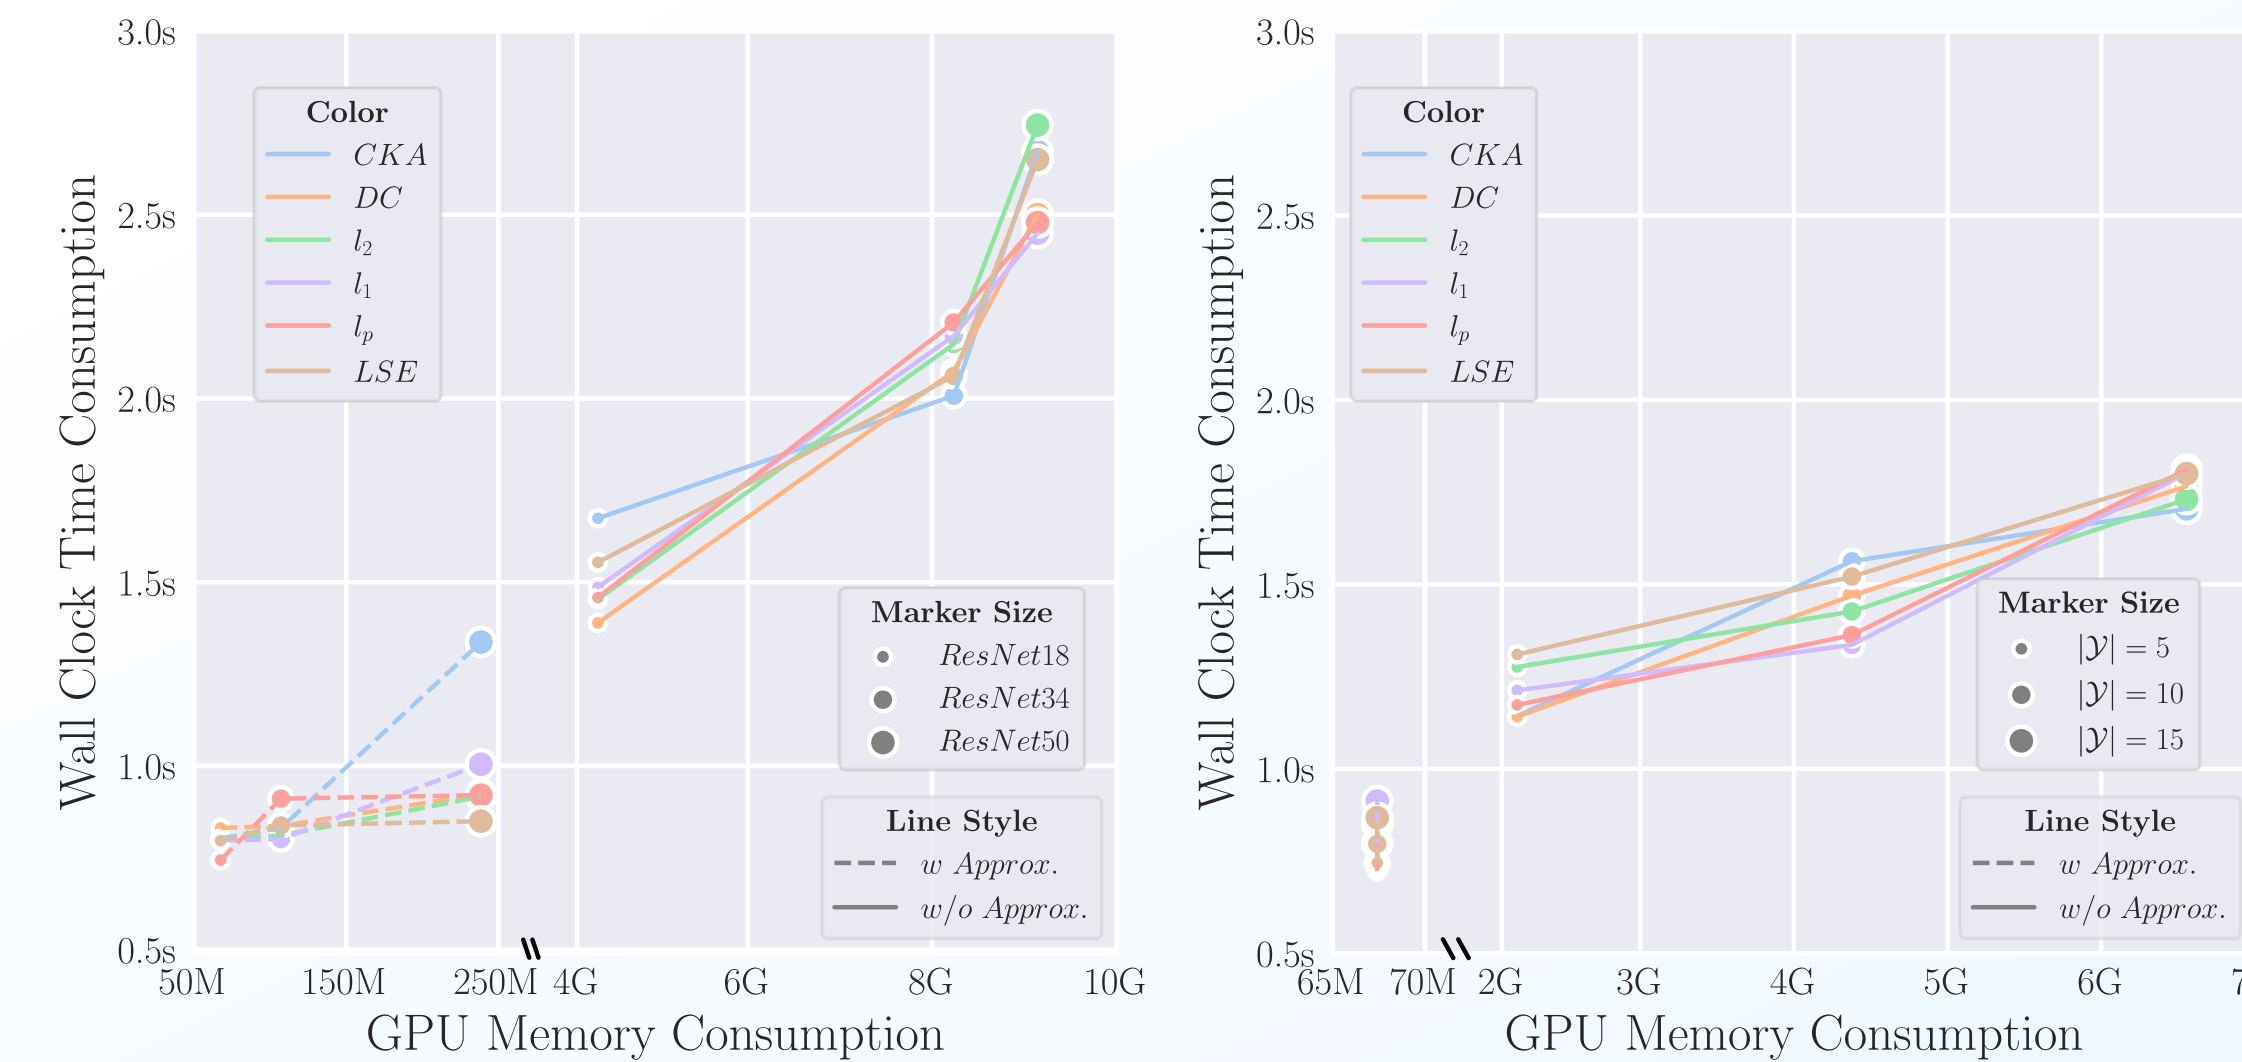 Wall Clock Time Consumption
3.0s
2.5s
2.0s
1.5s
1.0s
0.5s
Color
CKA
DC
l₂
l₁
lₚ
LSE
Marker Size
ResNet18
ResNet34
ResNet50
Line Style
w Approx.
w/o Approx.
50M 150M 250M 4G 6G 8G 10G
GPU Memory Consumption
Wall Clock Time Consumption
3.0s
2.5s
2.0s
1.5s
1.0s
0.5s
Color
CKA
DC
l₂
l₁
lₚ
LSE
Marker Size
|𝒴| = 5
|𝒴| = 10
|𝒴| = 15
Line Style
w Approx.
w/o Approx.
65M 70M 2G 3G 4G 5G 6G
GPU Memory Consumption